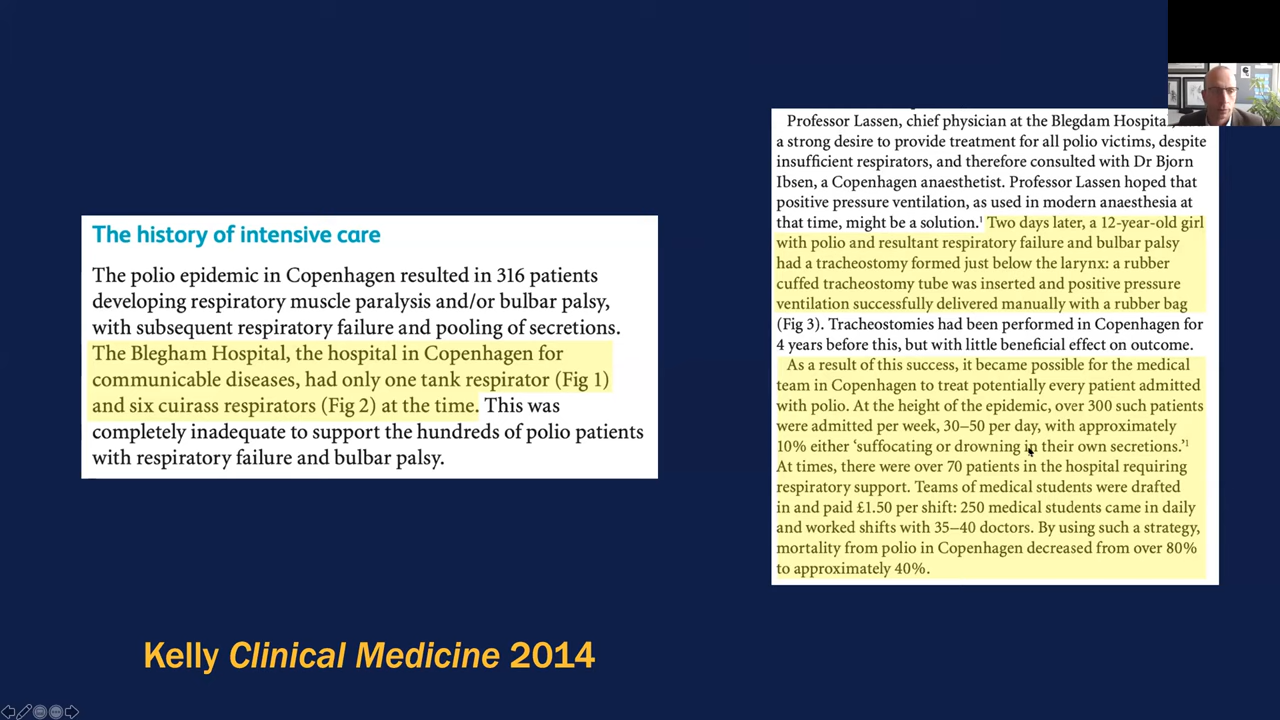 The history of intensive care
The polio epidemic in Copenhagen resulted in 316 patients
developing respiratory muscle paralysis and/or bulbar palsy,
with subsequent respiratory failure and pooling of secretions.
The Blegham Hospital, the hospital in Copenhagen for
communicable diseases, had only one tank respirator (Fig 1)
and six cuirass respirators (Fig 2) at the time. This was
completely inadequate to support the hundreds of polio patients
with respiratory failure and bulbar palsy.
Kelly Clinical Medicine 2014
Professor Lassen, chief physician at the Blegdam Hospital,
a strong desire to provide treatment for all polio victims, despite
insufficient respirators, and therefore consulted with Dr Bjorn
Ibsen, a Copenhagen anaesthetist. Professor Lassen hoped that
positive pressure ventilation, as used in modern anaesthesia at
that time, might be a solution.¹ Two days later, a 12-year-old girl
with polio and resultant respiratory failure and bulbar palsy
had a tracheostomy formed just below the larynx: a rubber
cuffed tracheostomy tube was inserted and positive pressure
ventilation successfully delivered manually with a rubber bag
(Fig 3). Tracheostomies had been performed in Copenhagen for
4 years before this, but with little beneficial effect on outcome.
As a result of this success, it became possible for the medical
team in Copenhagen to treat potentially every patient admitted
with polio. At the height of the epidemic, over 300 such patients
were admitted per week, 30–50 per day, with approximately
10% either ‘suffocating or drowning in their own secretions.’¹
At times, there were over 70 patients in the hospital requiring
respiratory support. Teams of medical students were drafted
in and paid £1.50 per shift: 250 medical students came in daily
and worked shifts with 35–40 doctors. By using such a strategy,
mortality from polio in Copenhagen decreased from over 80%
to approximately 40%.